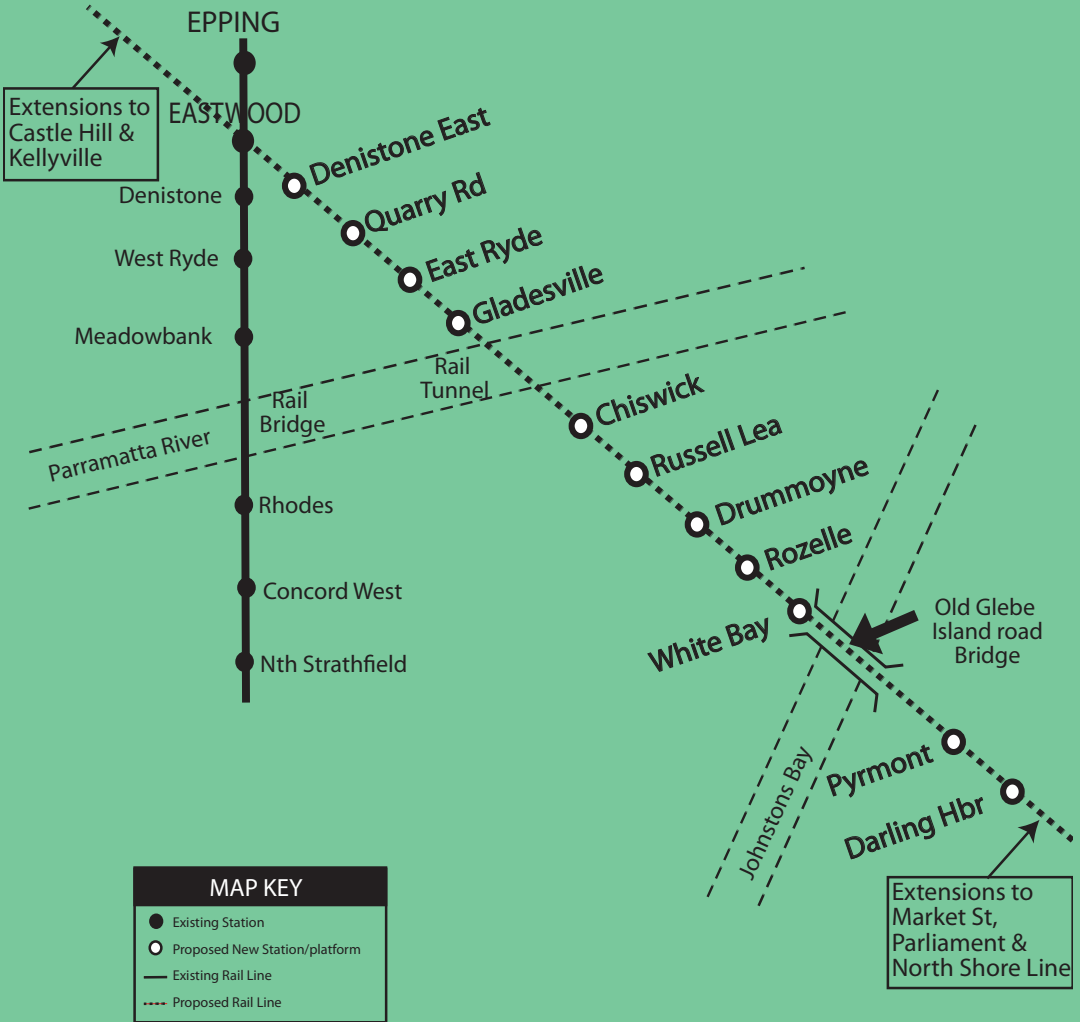 EPPING
Extensions to
Castle Hill &
Kellyville
EASTWOOD
Denistone East
Denistone
Quarry Rd
West Ryde
East Ryde
Gladesville
Meadowbank
Rail
Tunnel
Rail
Bridge
Parramatta River
Chiswick
Russell Lea
Rhodes
Drummoyne
Rozelle
Concord West
White Bay
Old Glebe
Island road
Bridge
Nth Strathfield
Pyrmont
Johnstons Bay
Darling Hbr
Extensions to
Market St,
Parliament &
North Shore Line
MAP KEY
Existing Station
Proposed New Station/platform
Existing Rail Line
Proposed Rail Line